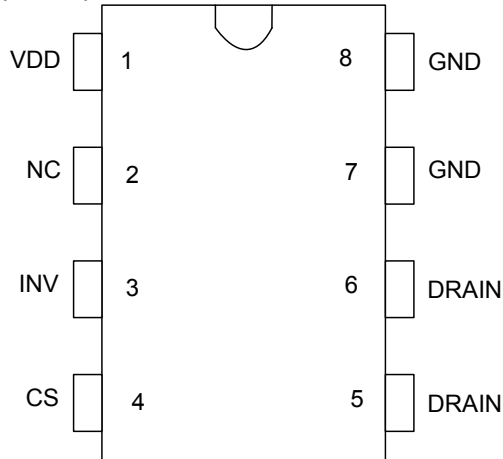 VDD 1 8 GND
NC 2 7 GND
INV 3 6 DRAIN
CS 4 5 DRAIN